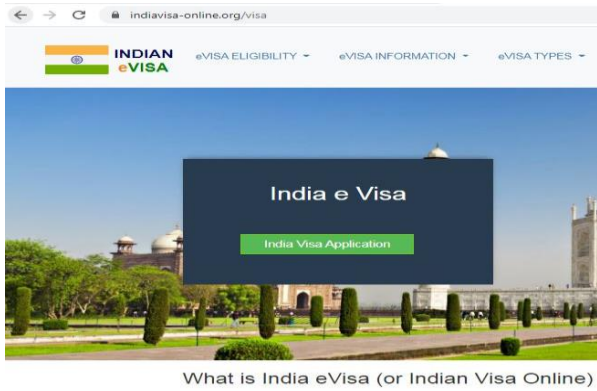 indiavisa-online.org/visa
INDIAN
eVISA
eVISA ELIGIBILITY
eVISA INFORMATION
eVISA TYPES
India e Visa
India Visa Application
What is India eVisa (or Indian Visa Online)